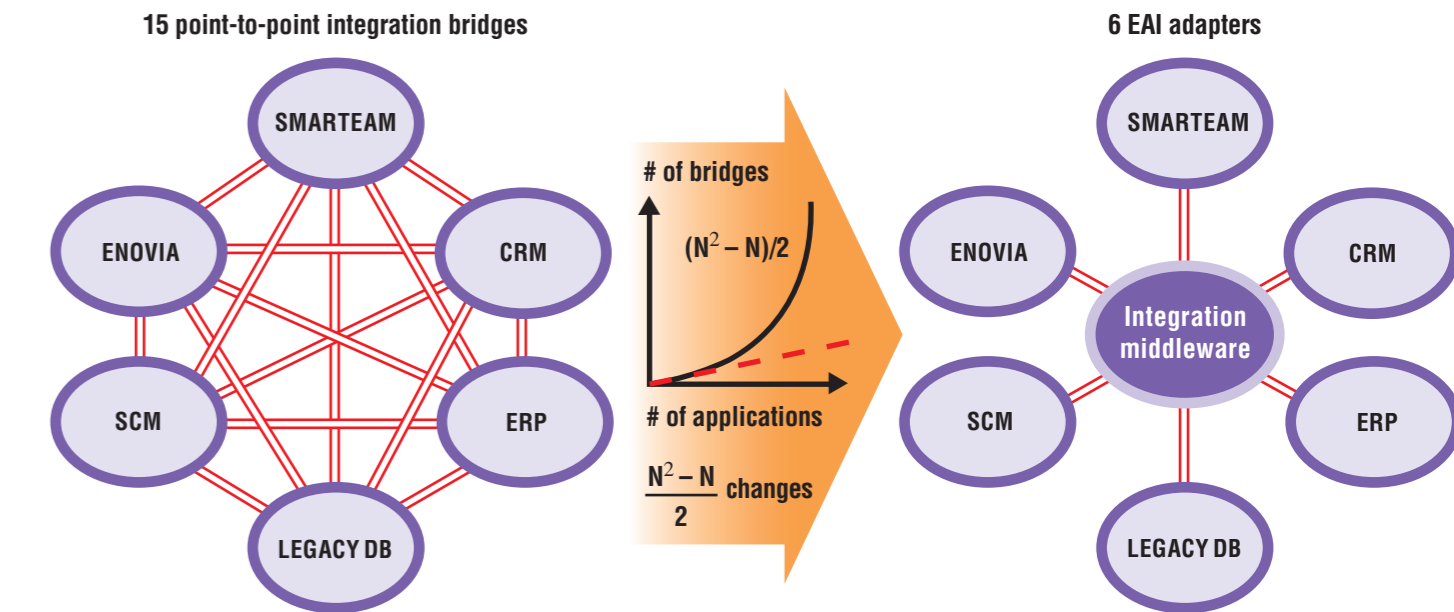 15 point-to-point integration bridges
SMARTEAM
ENOVIA
CRM
SCM
ERP
LEGACY DB
# of bridges
(N² – N)/2
# of applications
N² – N
2
changes
6 EAI adapters
SMARTEAM
ENOVIA
CRM
Integration
middleware
SCM
ERP
LEGACY DB